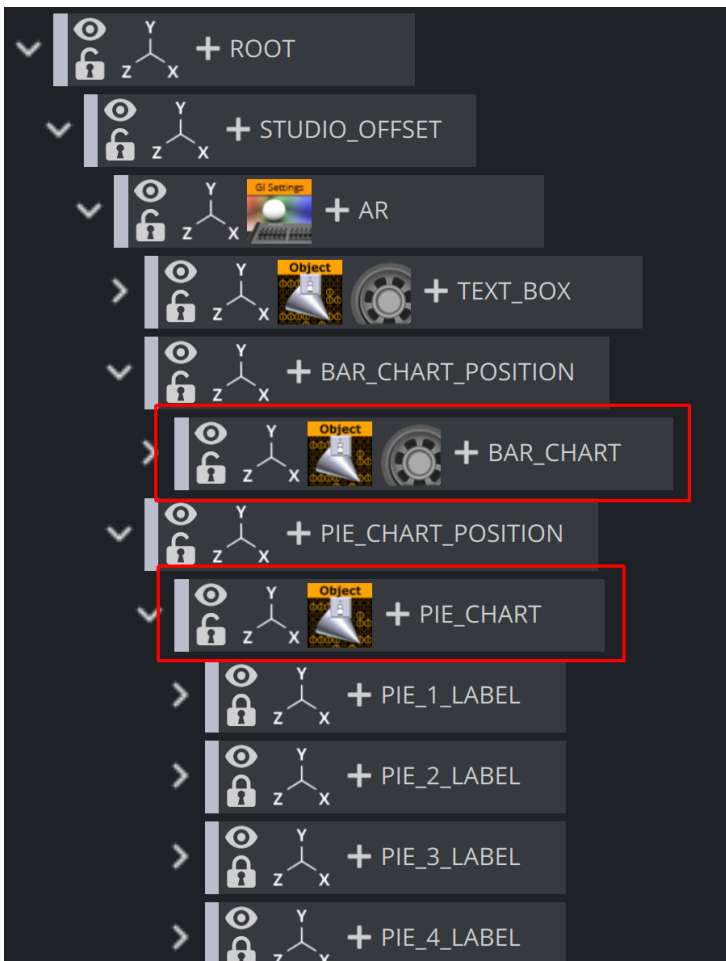 Y
Z X
ROOT
Y
Z X
STUDIO_OFFSET
Y
Z X
GI Settings
AR
Y
Z X
Object
TEXT_BOX
Y
Z X
BAR_CHART_POSITION
Y
Z X
Object
BAR_CHART
Y
Z X
PIE_CHART_POSITION
Y
Z X
Object
PIE_CHART
Y
Z X
PIE_1_LABEL
Y
Z X
PIE_2_LABEL
Y
Z X
PIE_3_LABEL
Y
Z X
PIE_4_LABEL